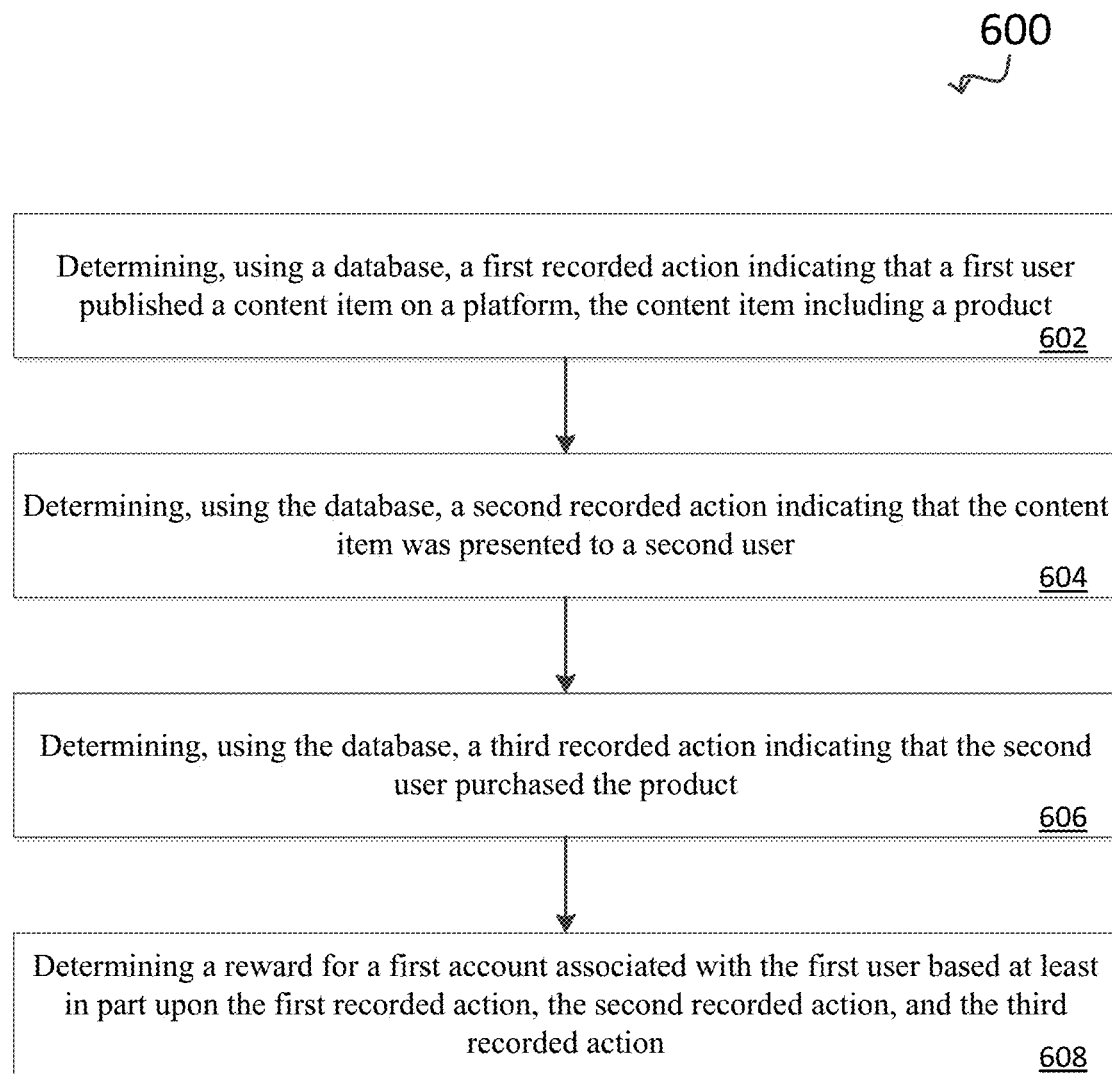 600
Determining, using a database, a first recorded action indicating that a first user
published a content item on a platform, the content item including a product
602
Determining, using the database, a second recorded action indicating that the content
item was presented to a second user
604
Determining, using the database, a third recorded action indicating that the second
user purchased the product
606
Determining a reward for a first account associated with the first user based at least
in part upon the first recorded action, the second recorded action, and the third
recorded action
608